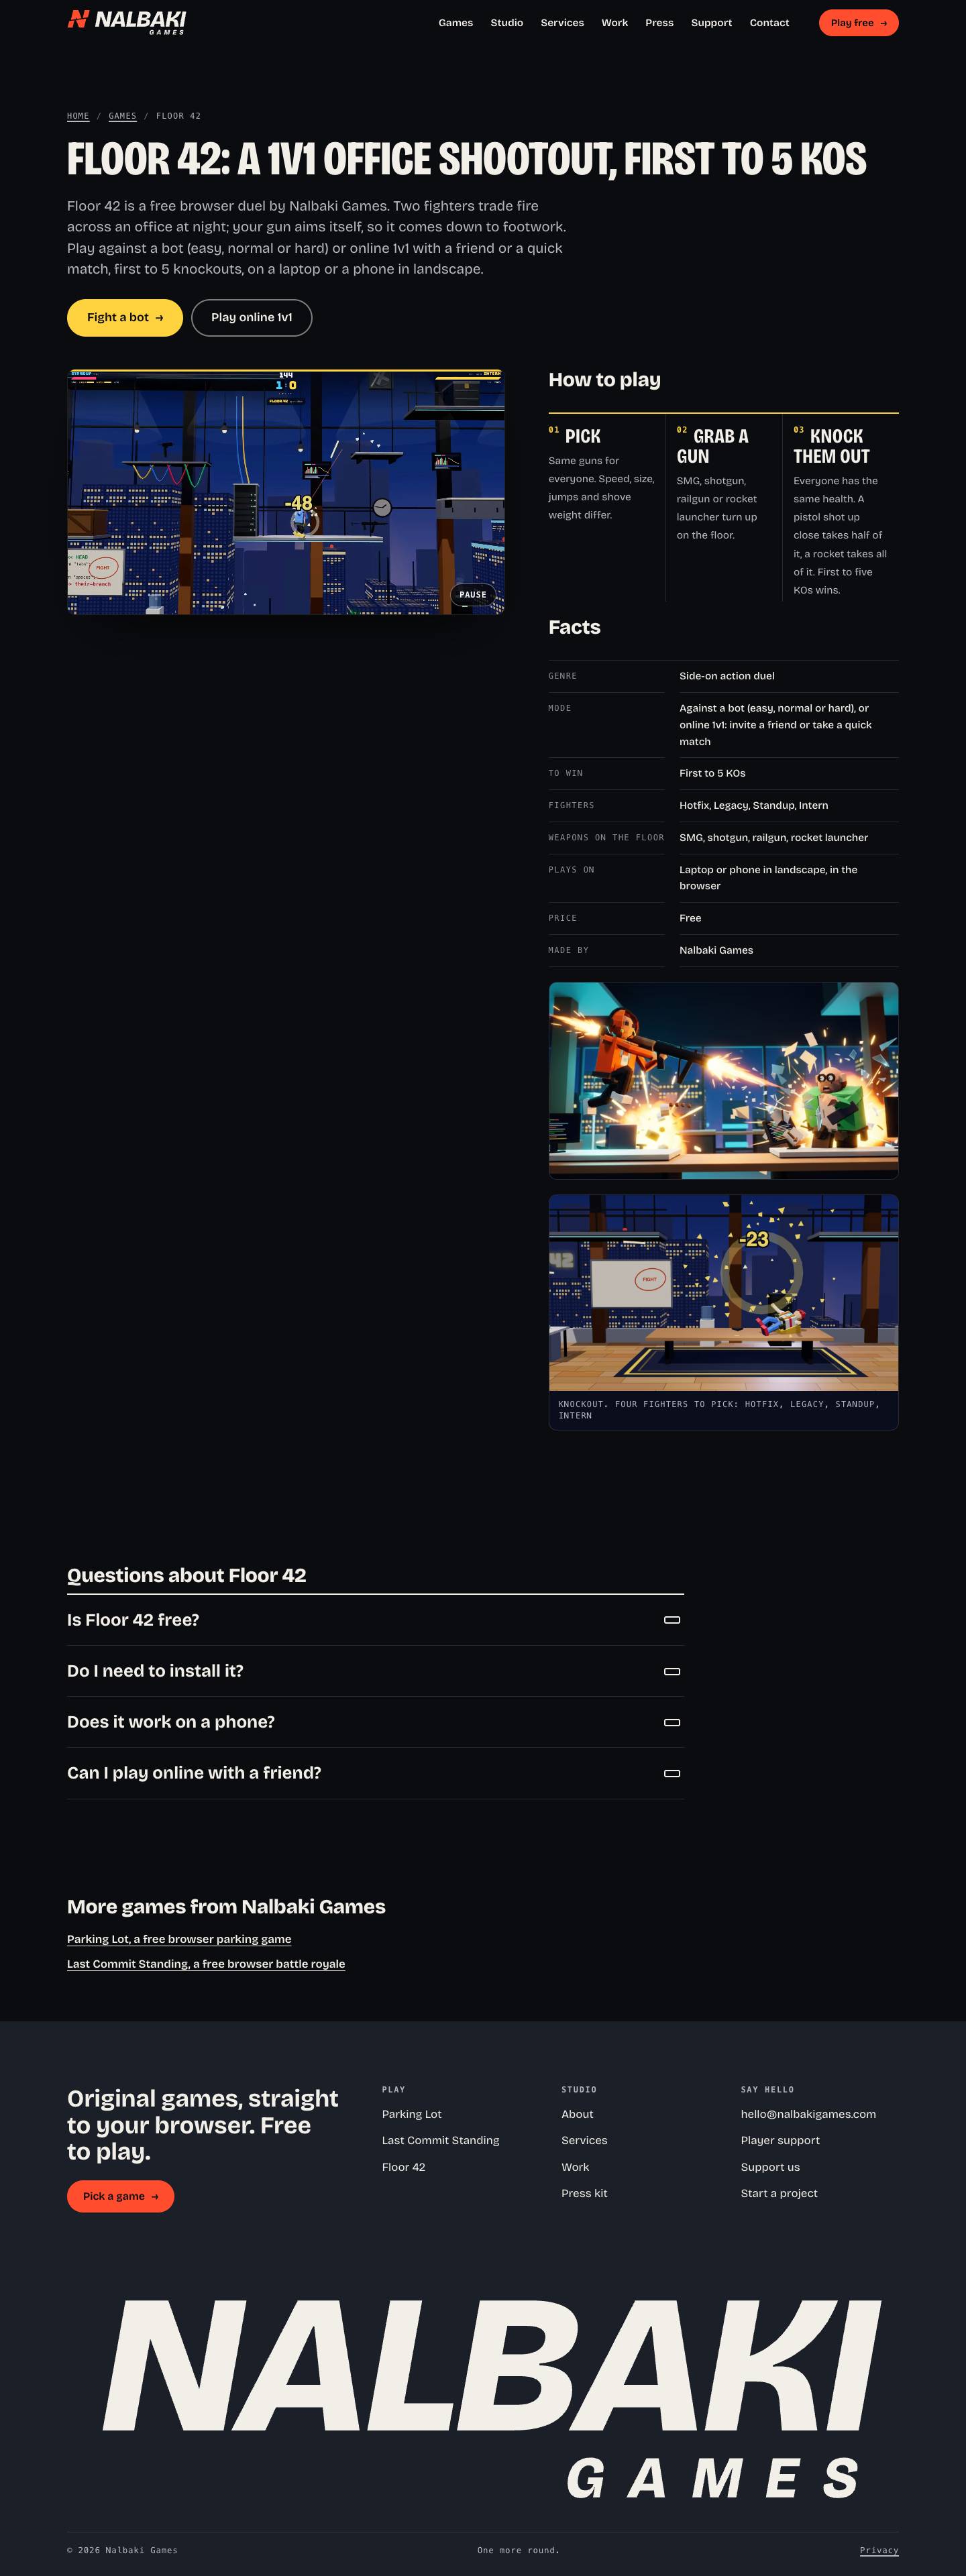 NALBAKI
GAMES
Games Studio Services Work Press Support Contact Play free →
HOME / GAMES / FLOOR 42
FLOOR 42: A 1V1 OFFICE SHOOTOUT, FIRST TO 5 KOS
Floor 42 is a free browser duel by Nalbaki Games. Two fighters trade fire
across an office at night; your gun aims itself, so it comes down to footwork.
Play against a bot (easy, normal or hard) or online 1v1 with a friend or a quick
match, first to 5 knockouts, on a laptop or a phone in landscape.
Fight a bot →
Play online 1v1
STANDUP
144
INTERN
1:0
FLOOR 42
-48
HEAD
FIGHT
their-branch
PAUSE
How to play
01 PICK
Same guns for
everyone. Speed, size,
jumps and shove
weight differ.
02 GRAB A
GUN
SMG, shotgun,
railgun or rocket
launcher turn up
on the floor.
03 KNOCK
THEM OUT
Everyone has the
same health. A
pistol shot up
close takes half of
it, a rocket takes all
of it. First to five
KOs wins.
Facts
GENRE
Side-on action duel
MODE
Against a bot (easy, normal or hard), or
online 1v1: invite a friend or take a quick
match
TO WIN
First to 5 KOs
FIGHTERS
Hotfix, Legacy, Standup, Intern
WEAPONS ON THE FLOOR
SMG, shotgun, railgun, rocket launcher
PLAYS ON
Laptop or phone in landscape, in the
browser
PRICE
Free
MADE BY
Nalbaki Games
-23
42
FIGHT
KNOCKOUT. FOUR FIGHTERS TO PICK: HOTFIX, LEGACY, STANDUP,
INTERN
Questions about Floor 42
Is Floor 42 free?
Do I need to install it?
Does it work on a phone?
Can I play online with a friend?
More games from Nalbaki Games
Parking Lot, a free browser parking game
Last Commit Standing, a free browser battle royale
Original games, straight
to your browser. Free
to play.
Pick a game →
PLAY
Parking Lot
Last Commit Standing
Floor 42
STUDIO
About
Services
Work
Press kit
SAY HELLO
hello@nalbakigames.com
Player support
Support us
Start a project
NALBAKI
GAMES
© 2026 Nalbaki Games
One more round.
Privacy